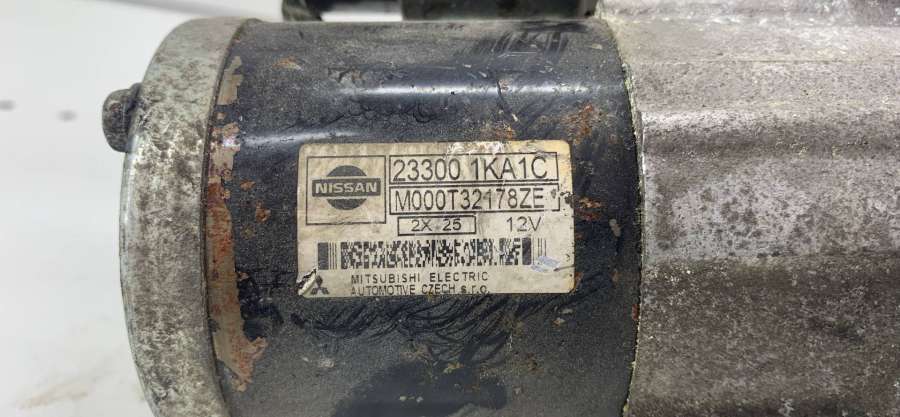 NISSAN
23300 1KA1C
M000T32178ZE
2X 25 12V
MITSUBISHI ELECTRIC
AUTOMOTIVE CZECH s.r.o.